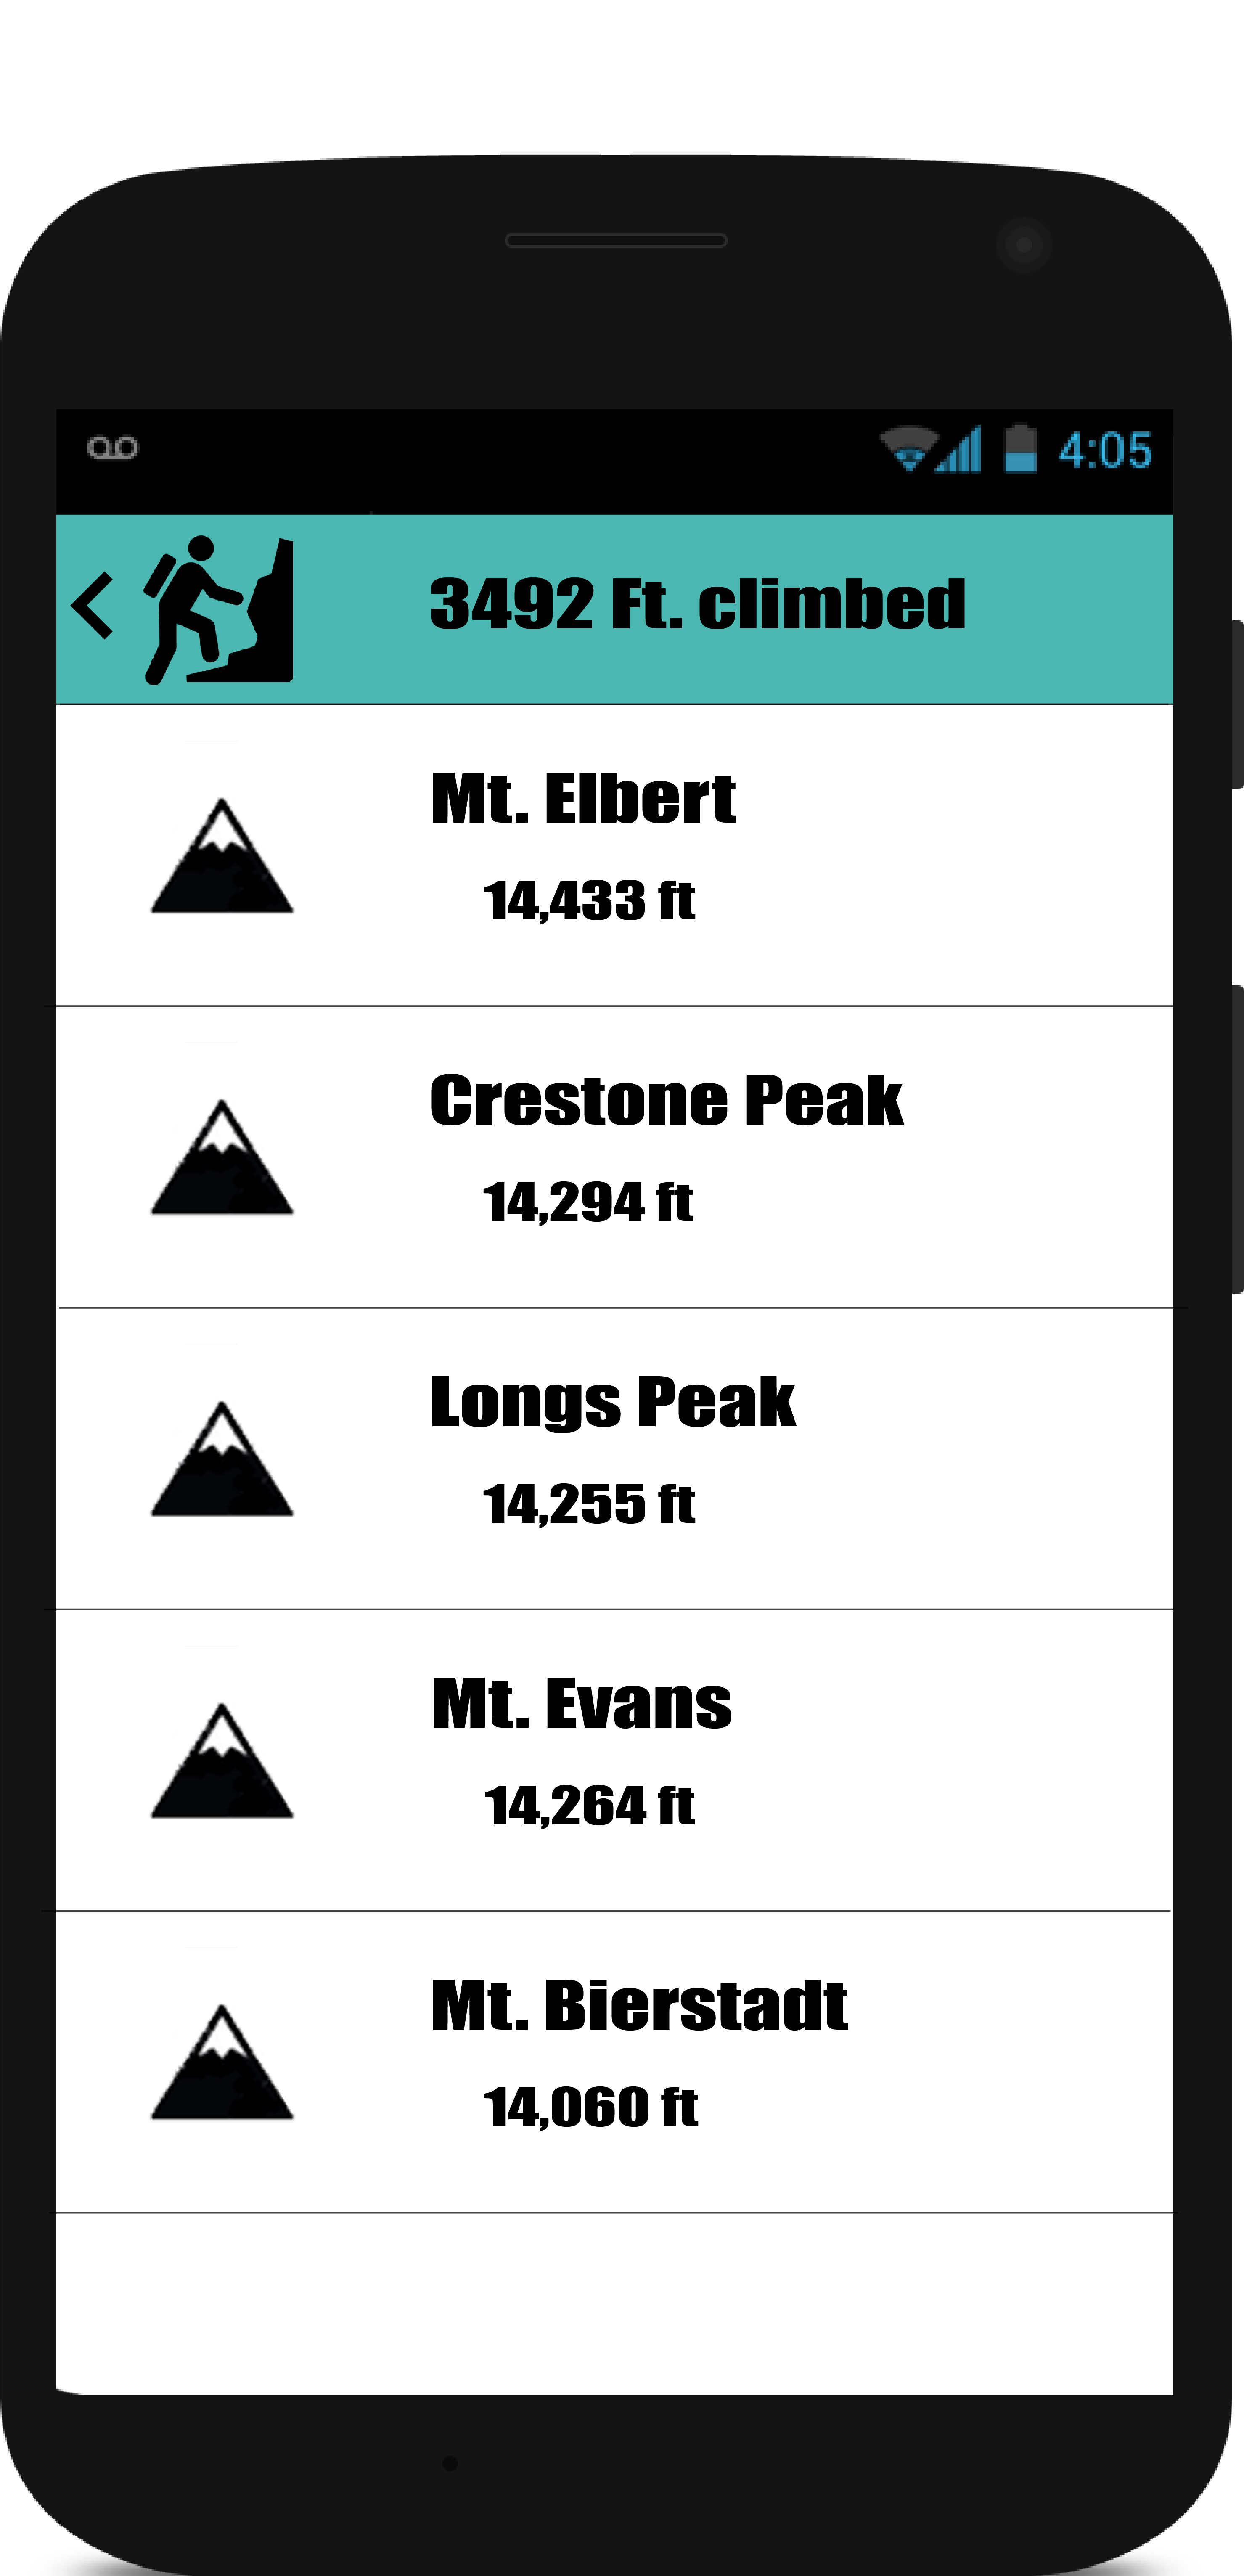 4:05
3492 Ft. climbed
Mt. Elbert
14,433 ft
Crestone Peak
14,294 ft
Longs Peak
14,255 ft
Mt. Evans
14,264 ft
Mt. Bierstadt
14,060 ft